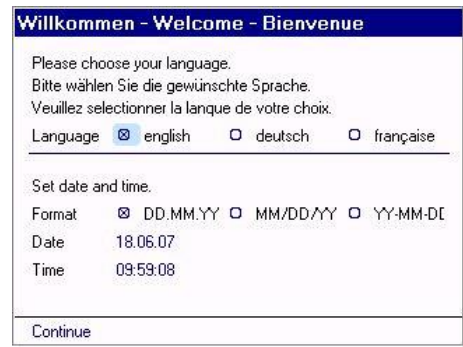 Willkommen - Welcome - Bienvenue
Please choose your language.
Bitte wählen Sie die gewünschte Sprache.
Veuillez selectionner la lanque de votre choix.
Language english deutsch française
Set date and time.
Format DD.MM.YY MM/DD/YY YY-MM-DD
Date 18.06.07
Time 09:59:08
Continue